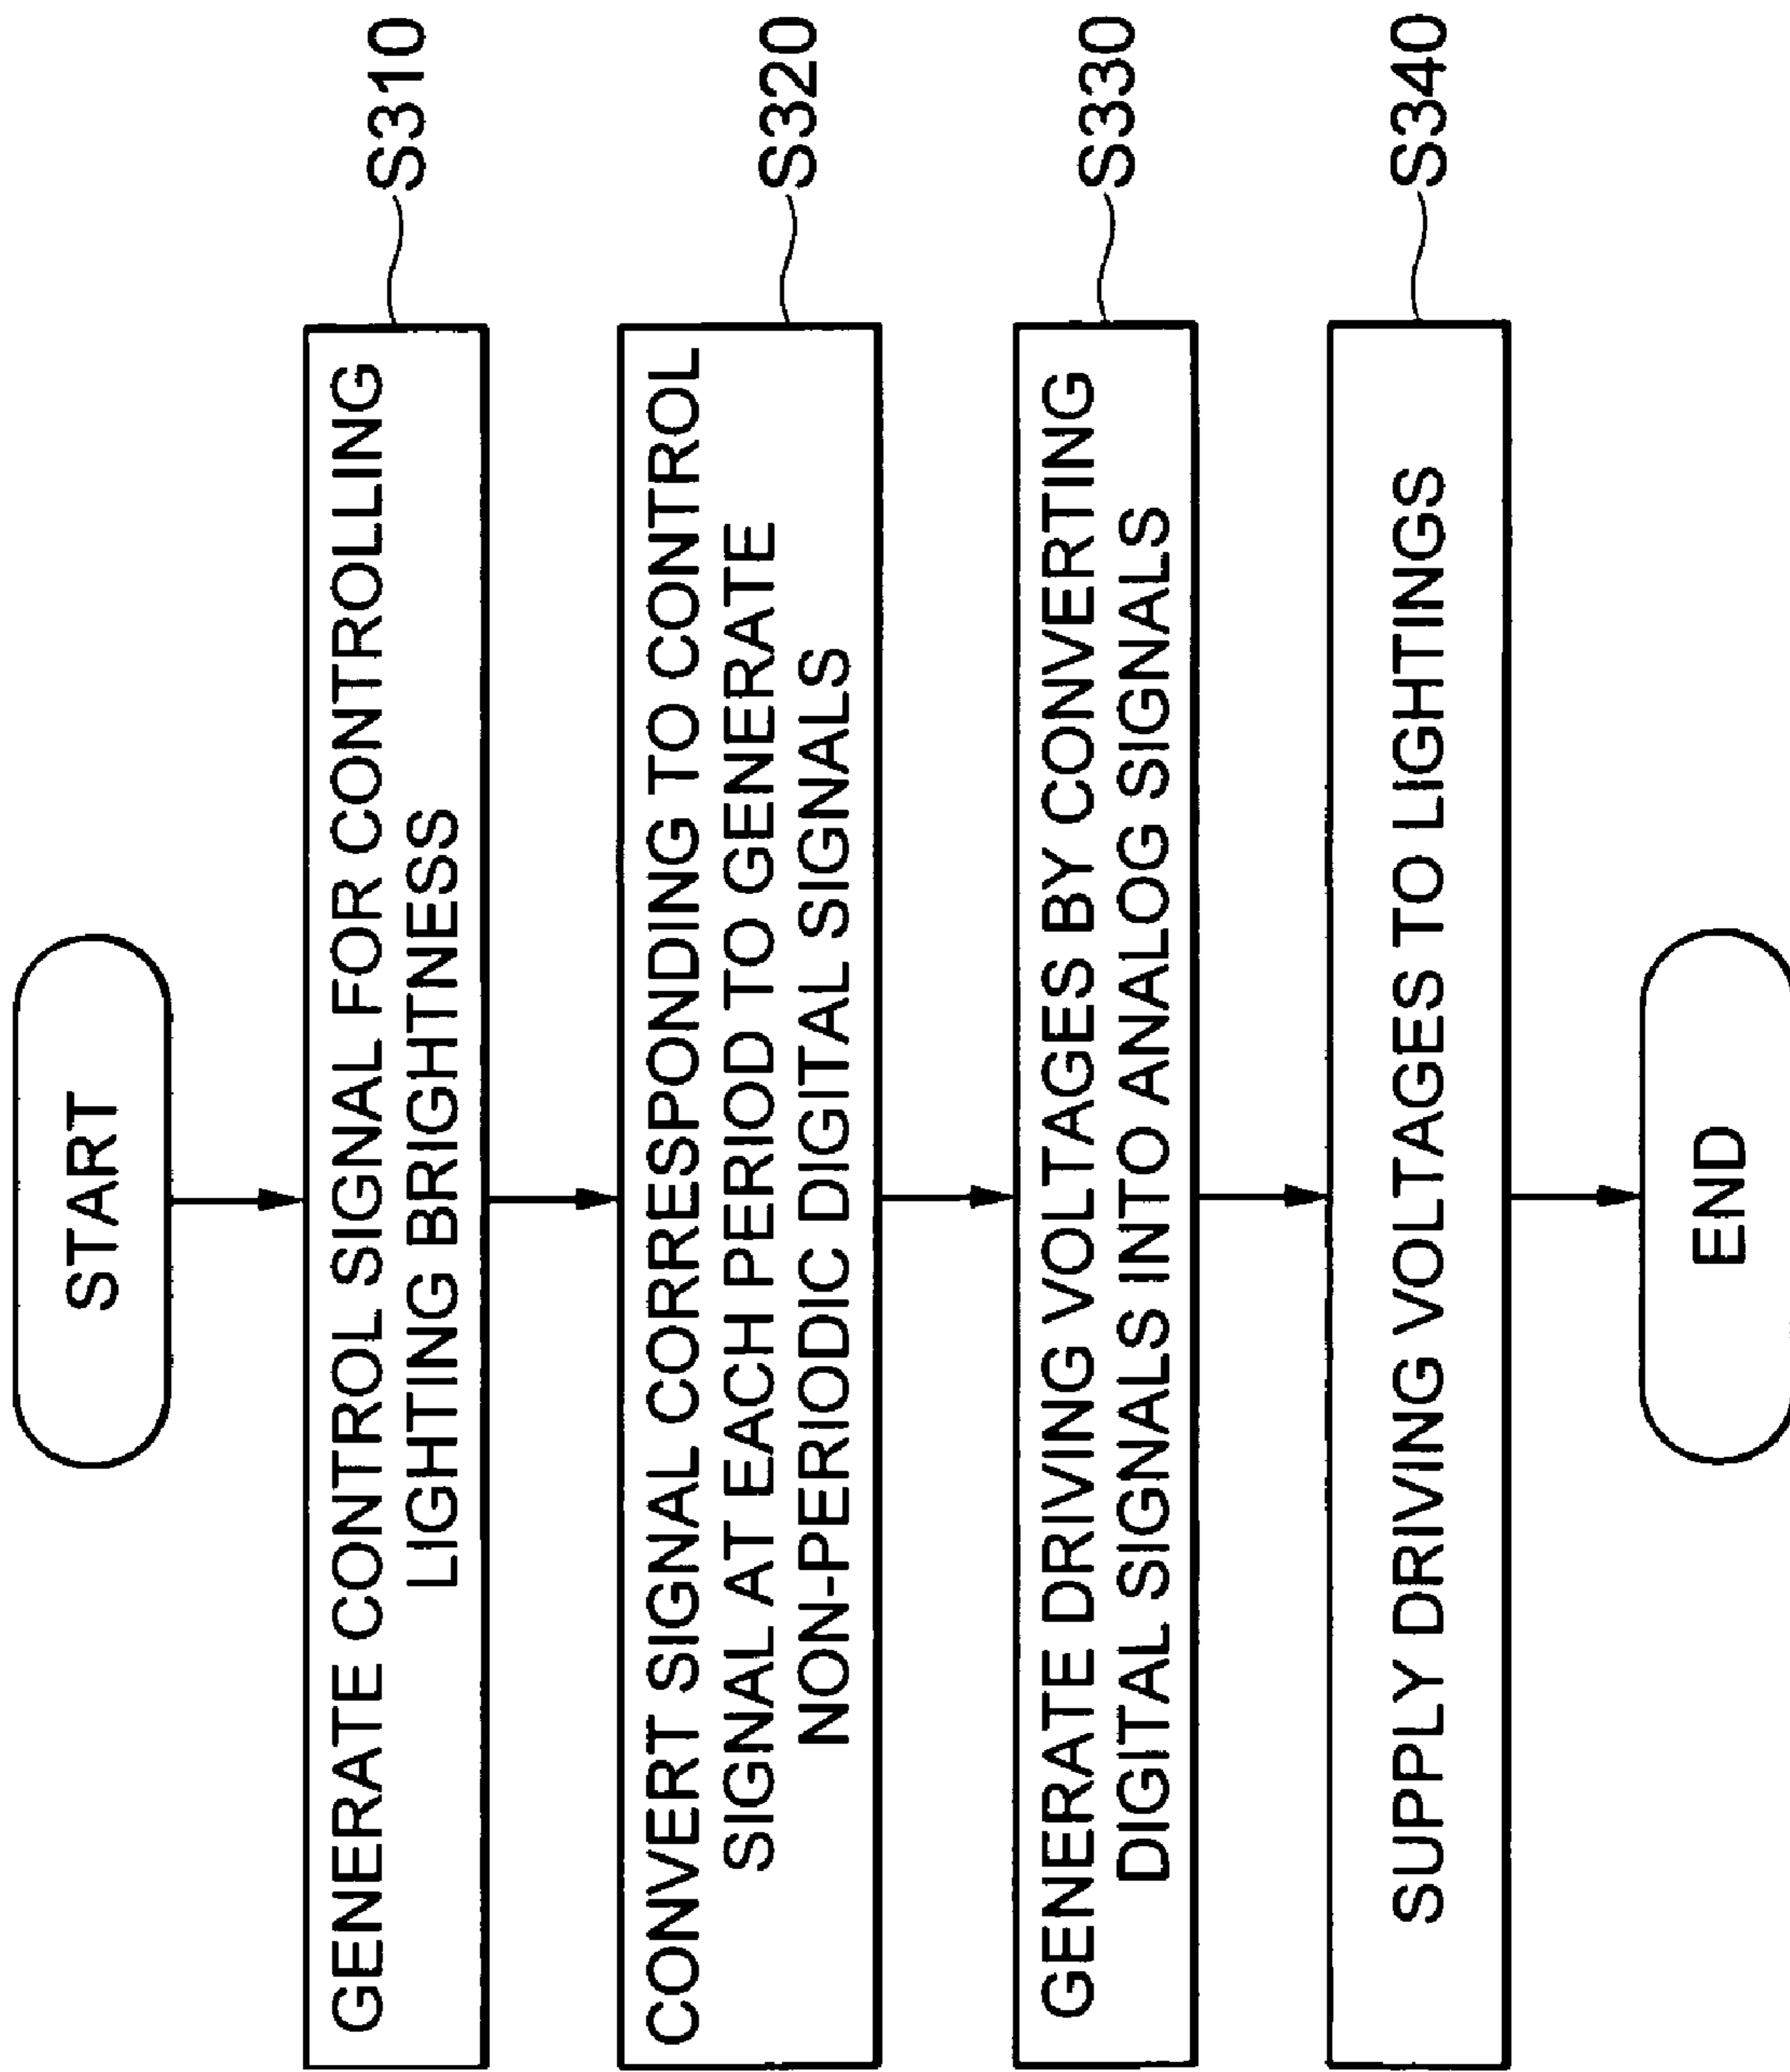 START
GENERATE CONTROL SIGNAL FOR CONTROLLING
LIGHTING BRIGHTNESS
S310
CONVERT SIGNAL CORRESPONDING TO CONTROL
SIGNAL AT EACH PERIOD TO GENERATE
NON-PERIODIC DIGITAL SIGNALS
S320
GENERATE DRIVING VOLTAGES BY CONVERTING
DIGITAL SIGNALS INTO ANALOG SIGNALS
S330
SUPPLY DRIVING VOLTAGES TO LIGHTINGS
S340
END